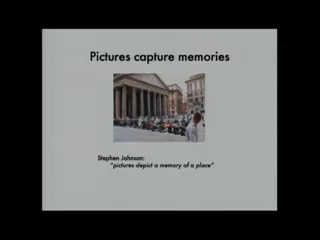 Pictures capture memories
Stephen Johnson:
"pictures depict a memory of a place"